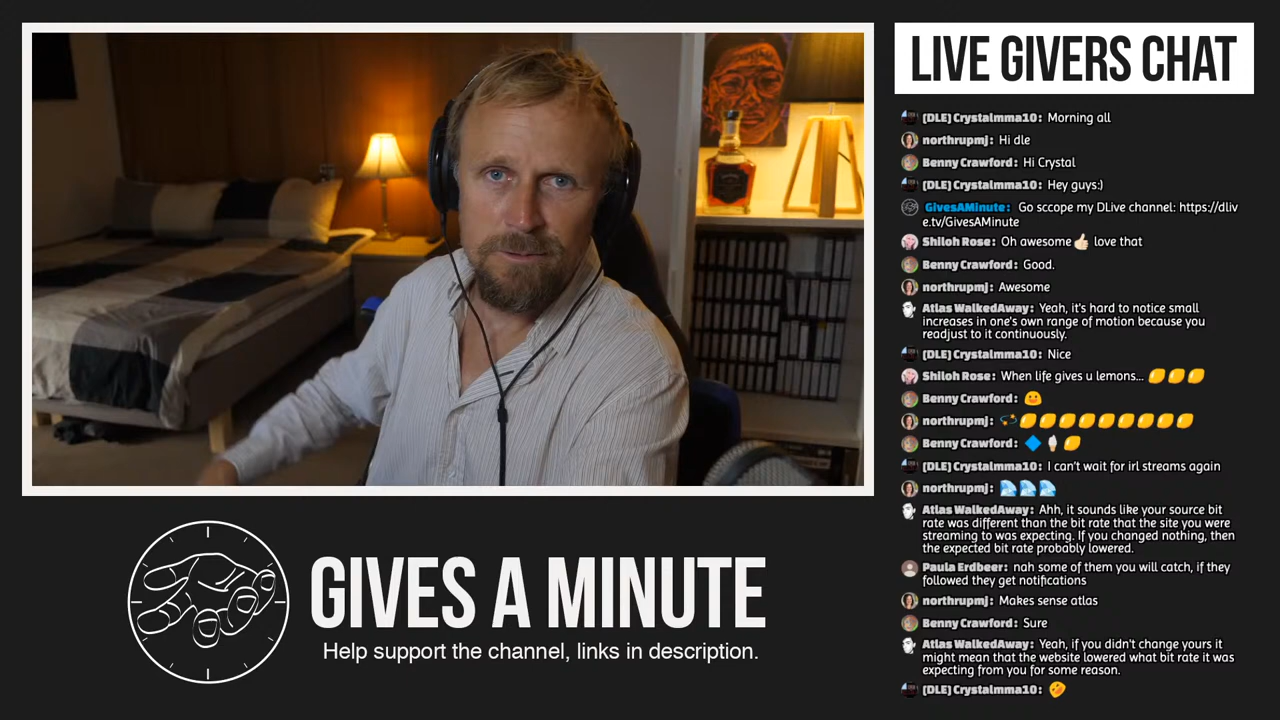 LIVE GIVERS CHAT
(DLE) Crystalmma10: Morning all
northrupmj: Hi dle
Benny Crawford: Hi Crystal
(DLE) Crystalmma10: Hey guys:)
GivesAMinute: Go sccope my DLive channel: https://dliv
e.tv/GivesAMinute
Shiloh Rose: Oh awesome 👍🏻 love that
Benny Crawford: Good.
northrupmj: Awesome
Atlas WalkedAway: Yeah, it's hard to notice small
increases in one's own range of motion because you
readjust to it continuously.
(DLE) Crystalmma10: Nice
Shiloh Rose: When life gives u lemons... 🍋🍋🍋
Benny Crawford:
northrupmj: 💫🍋🍋🍋🍋🍋🍋🍋🍋🍋
Benny Crawford: 🔷🍦🍋
(DLE) Crystalmma10: I can't wait for irl streams again
northrupmj: 🌊🌊🌊
Atlas WalkedAway: Ahh, it sounds like your source bit
rate was different than the bit rate that the site you were
streaming to was expecting. If you changed nothing, then
the expected bit rate probably lowered.
Paula Erdbeer: nah some of them you will catch, if they
followed they get notifications
northrupmj: Makes sense atlas
Benny Crawford: Sure
Atlas WalkedAway: Yeah, if you didn't change yours it
might mean that the website lowered what bit rate it was
expecting from you for some reason.
(DLE) Crystalmma10:
GIVES A MINUTE
Help support the channel, links in description.